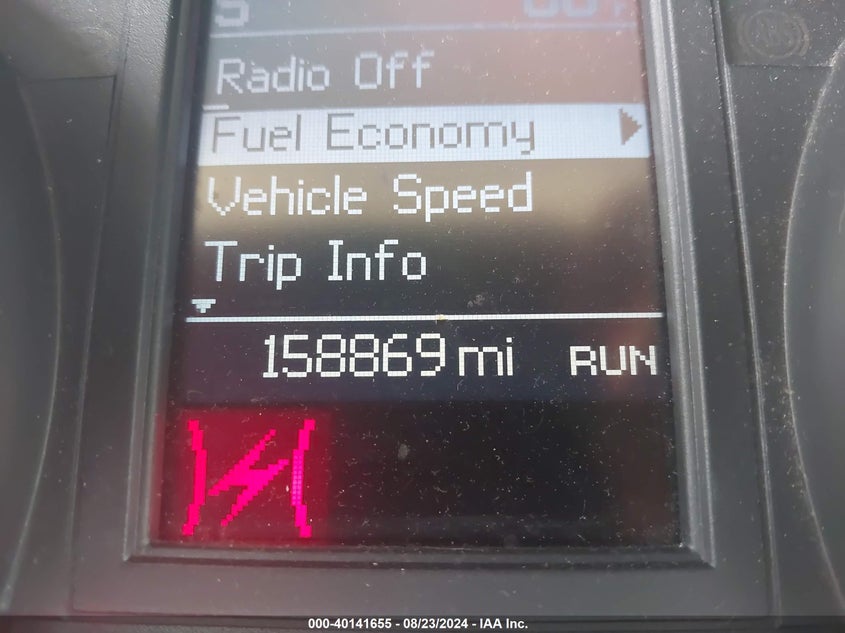 S
Radio Off
Fuel Economy
Vehicle Speed
Trip Info
158869 mi RUN
000-40141655 - 08/23/2024 - IAA Inc.